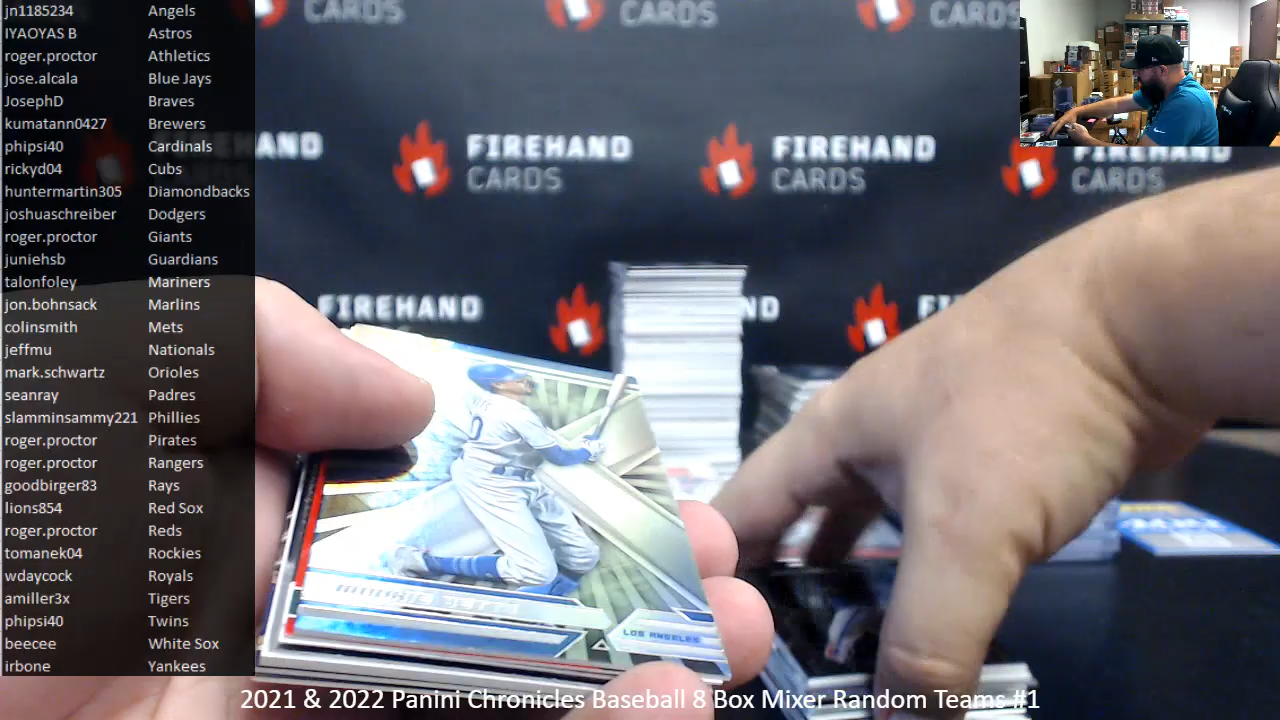 jn1185234 Angels
IYAOYAS B Astros
roger.proctor Athletics
jose.alcala Blue Jays
JosephD Braves
kumatann0427 Brewers
phipsi40 Cardinals
rickyd04 Cubs
huntermartin305 Diamondbacks
joshuaschreiber Dodgers
roger.proctor Giants
juniehsb Guardians
talonfoley Mariners
jon.bohnsack Marlins
colinsmith Mets
jeffmu Nationals
mark.schwartz Orioles
seanray Padres
slamminsammy221 Phillies
roger.proctor Pirates
roger.proctor Rangers
goodbirger83 Rays
lions854 Red Sox
roger.proctor Reds
tomanek04 Rockies
wdaycock Royals
amiller3x Tigers
phipsi40 Twins
beecee White Sox
irbone Yankees
CARDS
CARDS
CARDS
FIREHAND
CARDS
FIREHAND
CARDS
CARDS
FIREHAND
LOS ANGELES
2021 & 2022 Panini Chronicles Baseball 8 Box Mixer Random Teams #1